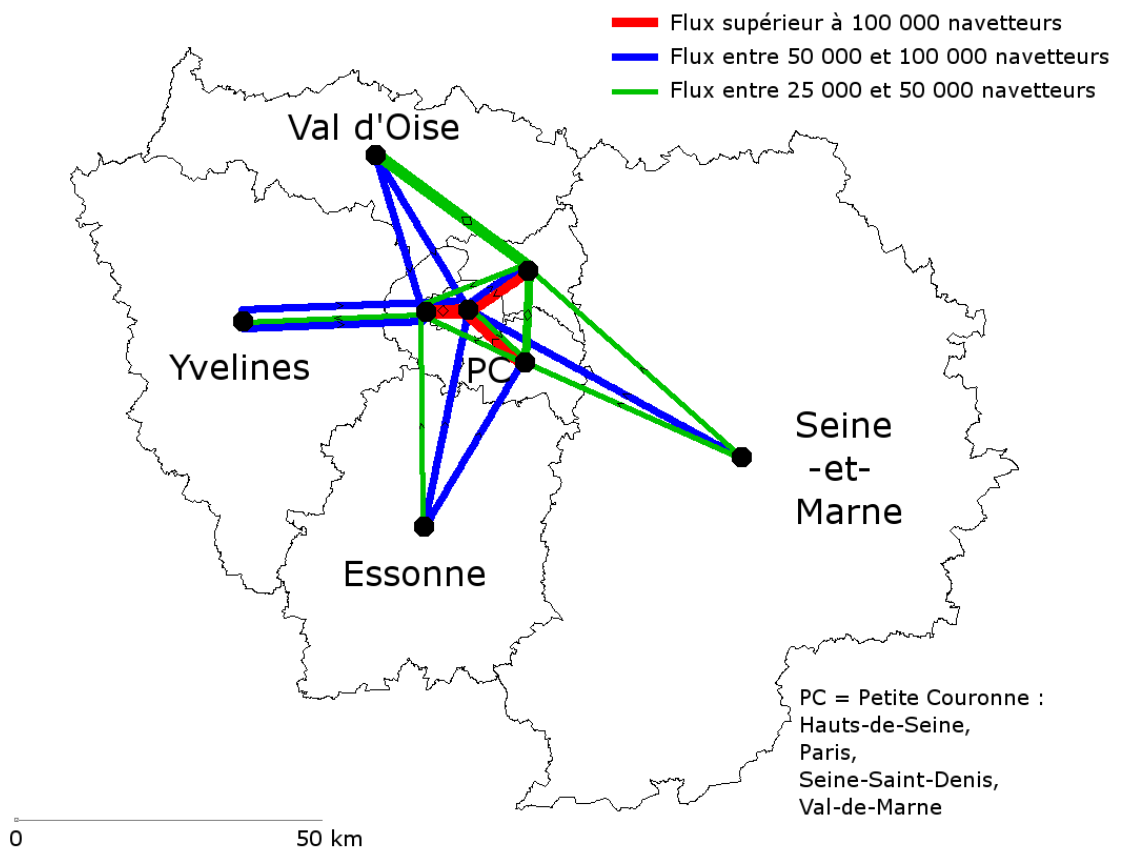 Flux supérieur à 100 000 navetteurs
Flux entre 50 000 et 100 000 navetteurs
Flux entre 25 000 et 50 000 navetteurs
Val d'Oise
Yvelines
PC
Seine
-et-
Marne
Essonne
PC = Petite Couronne :
Hauts-de-Seine,
Paris,
Seine-Saint-Denis,
Val-de-Marne
0 50 km